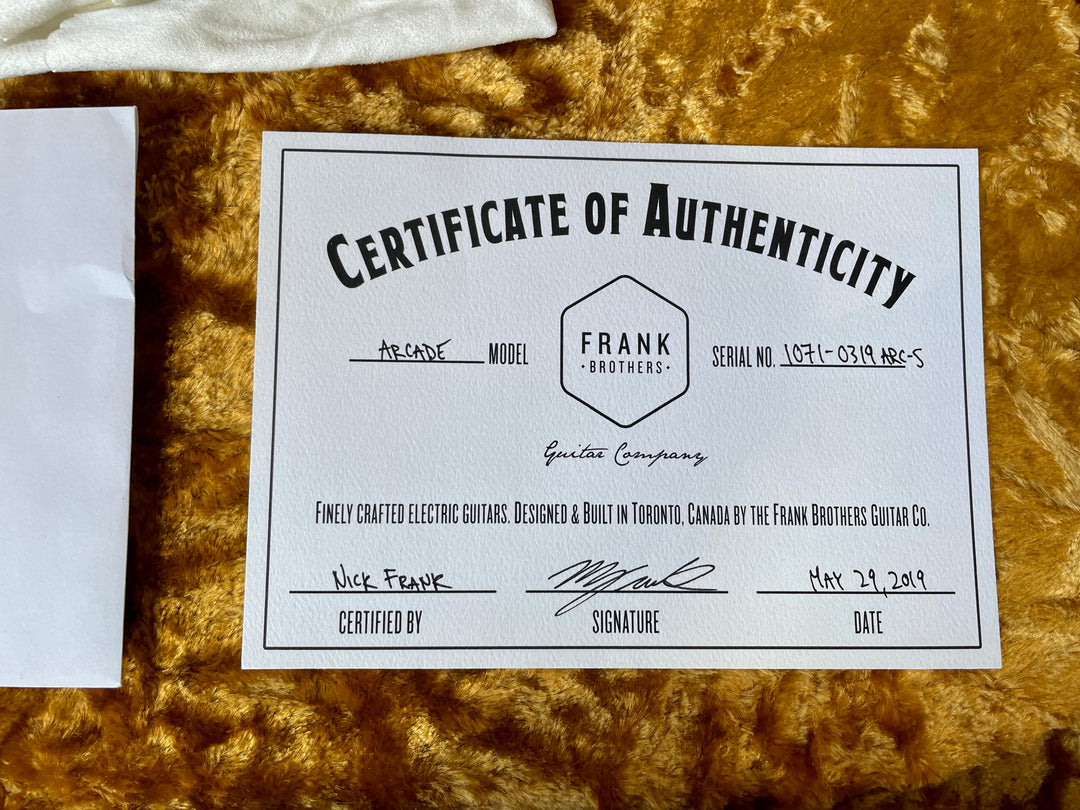 CERTIFICATE OF AUTHENTICITY
ARCADE MODEL
FRANK
•BROTHERS•
SERIAL NO. 1071-0319 ARC-S
Guitar Company
FINELY CRAFTED ELECTRIC GUITARS. DESIGNED & BUILT IN TORONTO, CANADA BY THE FRANK BROTHERS GUITAR CO.
NICK FRANK
MAY 29, 2019
CERTIFIED BY
SIGNATURE
DATE